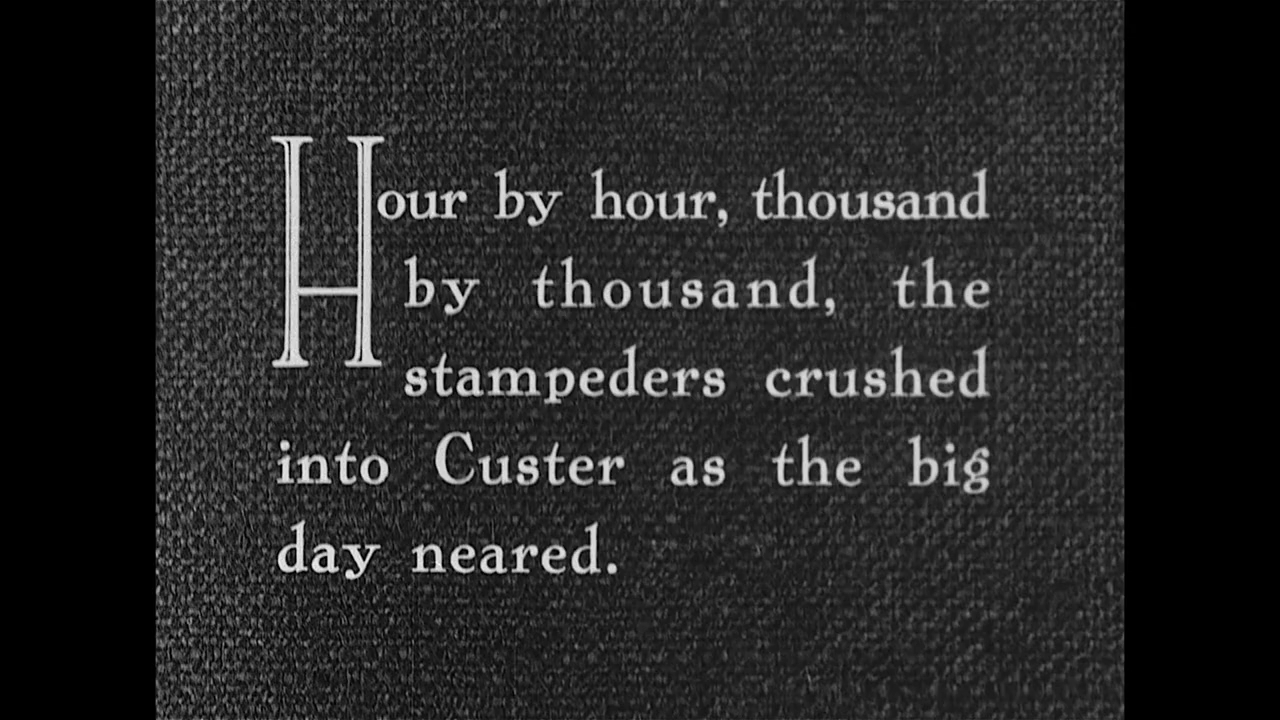 Hour by hour, thousand
by thousand, the
stampeders crushed
into Custer as the big
day neared.